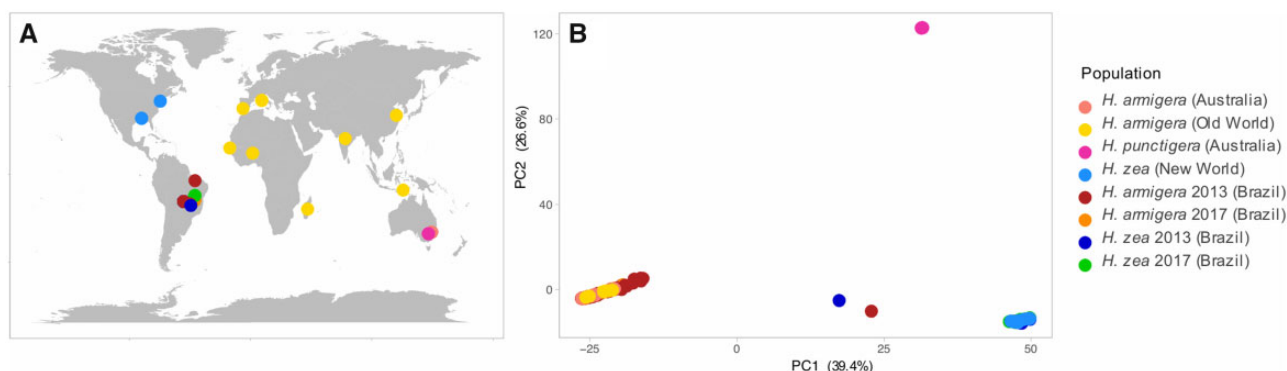 A
B
120
80
40
0
PC2 (26.6%)
−25
0
25
50
PC1 (39.4%)
Population
H. armigera (Australia)
H. armigera (Old World)
H. punctigera (Australia)
H. zea (New World)
H. armigera 2013 (Brazil)
H. armigera 2017 (Brazil)
H. zea 2013 (Brazil)
H. zea 2017 (Brazil)